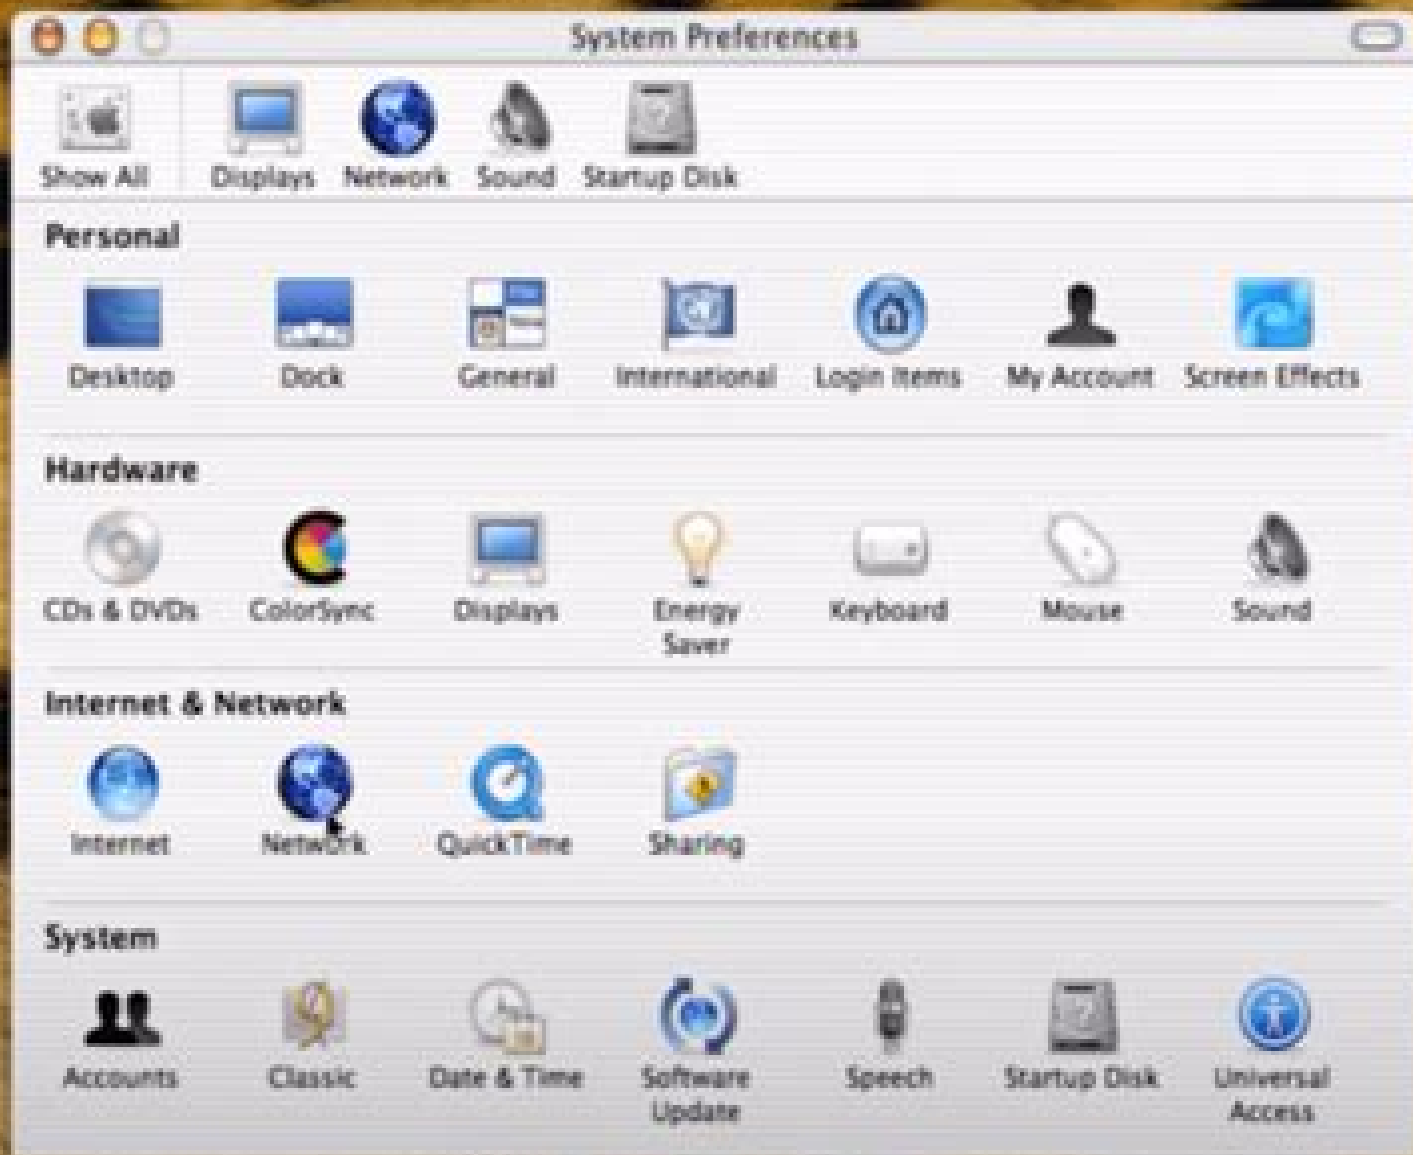 System Preferences
Show All Displays Network Sound Startup Disk
Personal
Desktop Dock General International Login Items My Account Screen Effects
Hardware
CDs & DVDs ColorSync Displays Energy Saver Keyboard Mouse Sound
Internet & Network
Internet Network QuickTime Sharing
System
Accounts Classic Date & Time Software Update Speech Startup Disk Universal Access